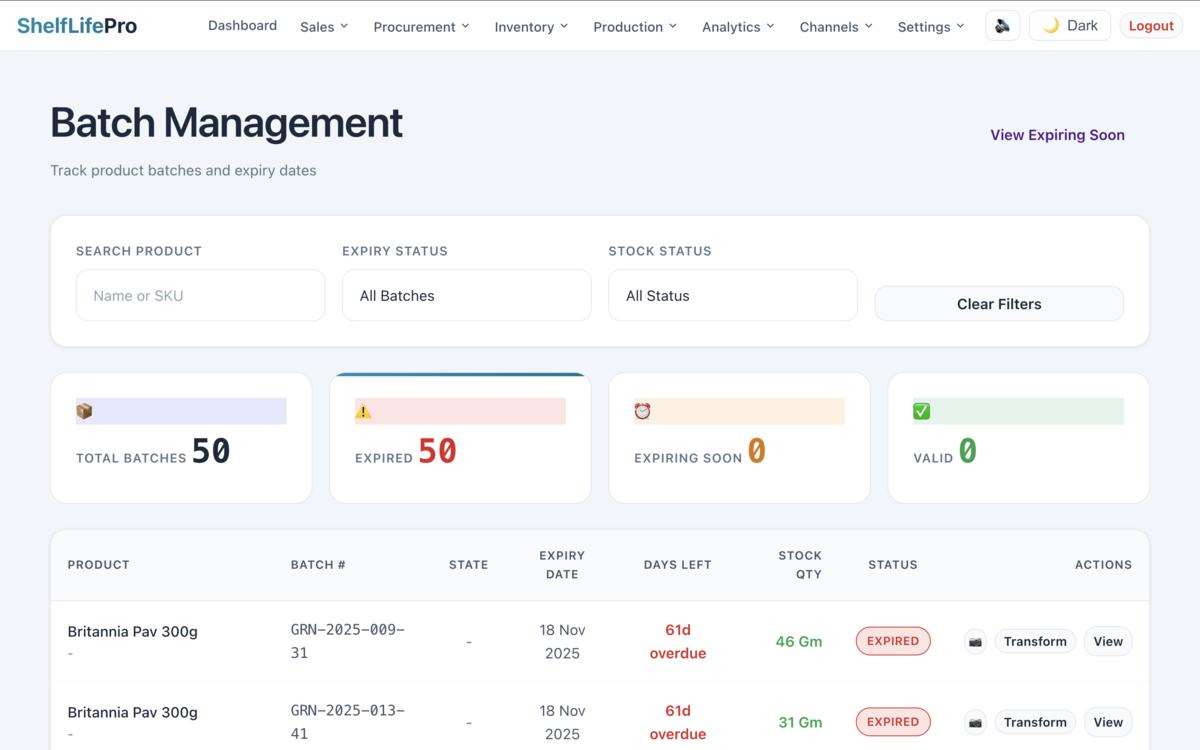 ShelfLifePro Dashboard Sales Procurement Inventory Production Analytics Channels Settings Dark Logout
Batch Management
View Expiring Soon
Track product batches and expiry dates
SEARCH PRODUCT EXPIRY STATUS STOCK STATUS
Name or SKU All Batches All Status Clear Filters
TOTAL BATCHES 50 EXPIRED 50 EXPIRING SOON 0 VALID 0
PRODUCT BATCH # STATE EXPIRY DATE DAYS LEFT STOCK QTY STATUS ACTIONS
Britannia Pav 300g GRN-2025-009-31 - 18 Nov 2025 61d overdue 46 Gm EXPIRED Transform View
-
Britannia Pav 300g GRN-2025-013-41 - 18 Nov 2025 61d overdue 31 Gm EXPIRED Transform View
-